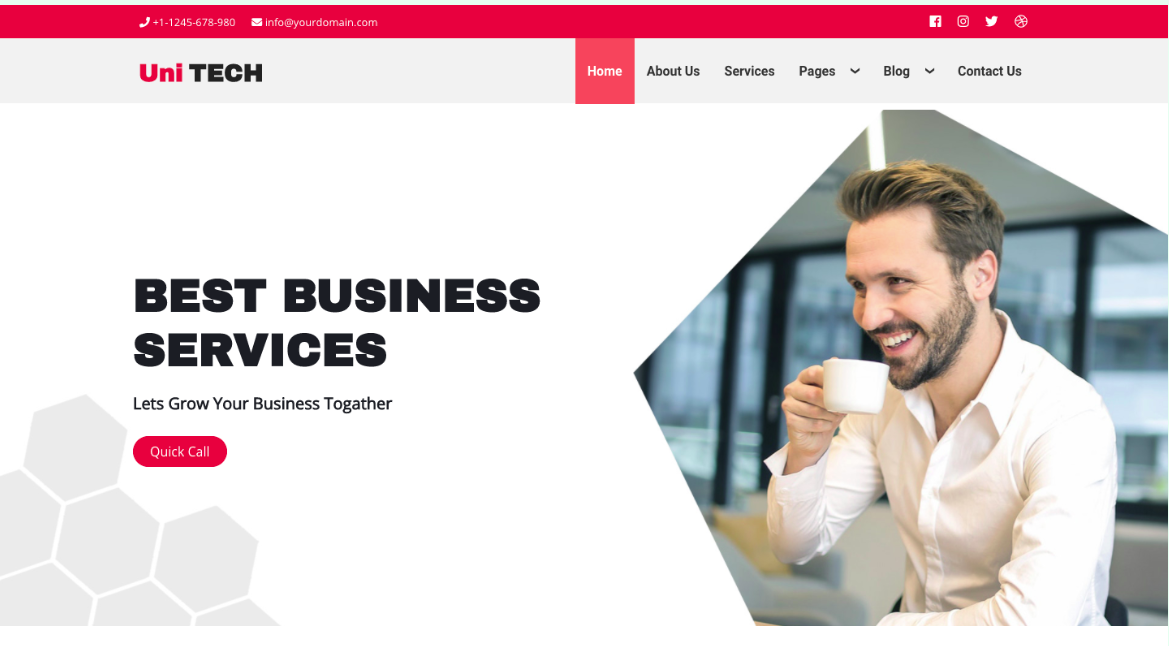 +1-1245-678-980 info@yourdomain.com
Uni TECH
Home About Us Services Pages Blog Contact Us
BEST BUSINESS
SERVICES
Lets Grow Your Business Togather
Quick Call